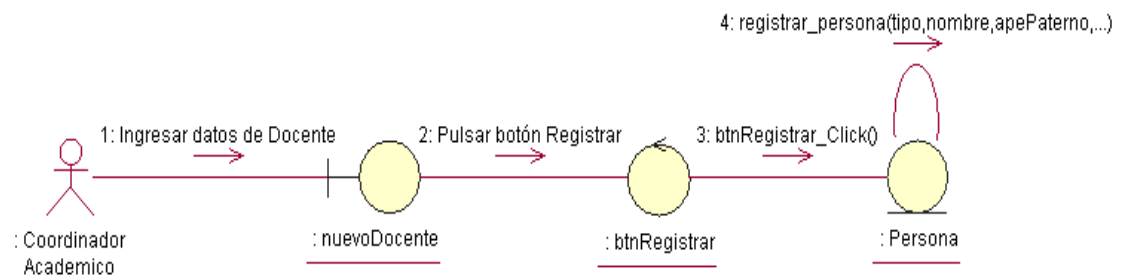 4: registrar_persona(tipo,nombre,apePaterno,...)
1: Ingresar datos de Docente
2: Pulsar botón Registrar
3: btnRegistrar_Click()
: Coordinador
Academico
: nuevoDocente
: btnRegistrar
: Persona